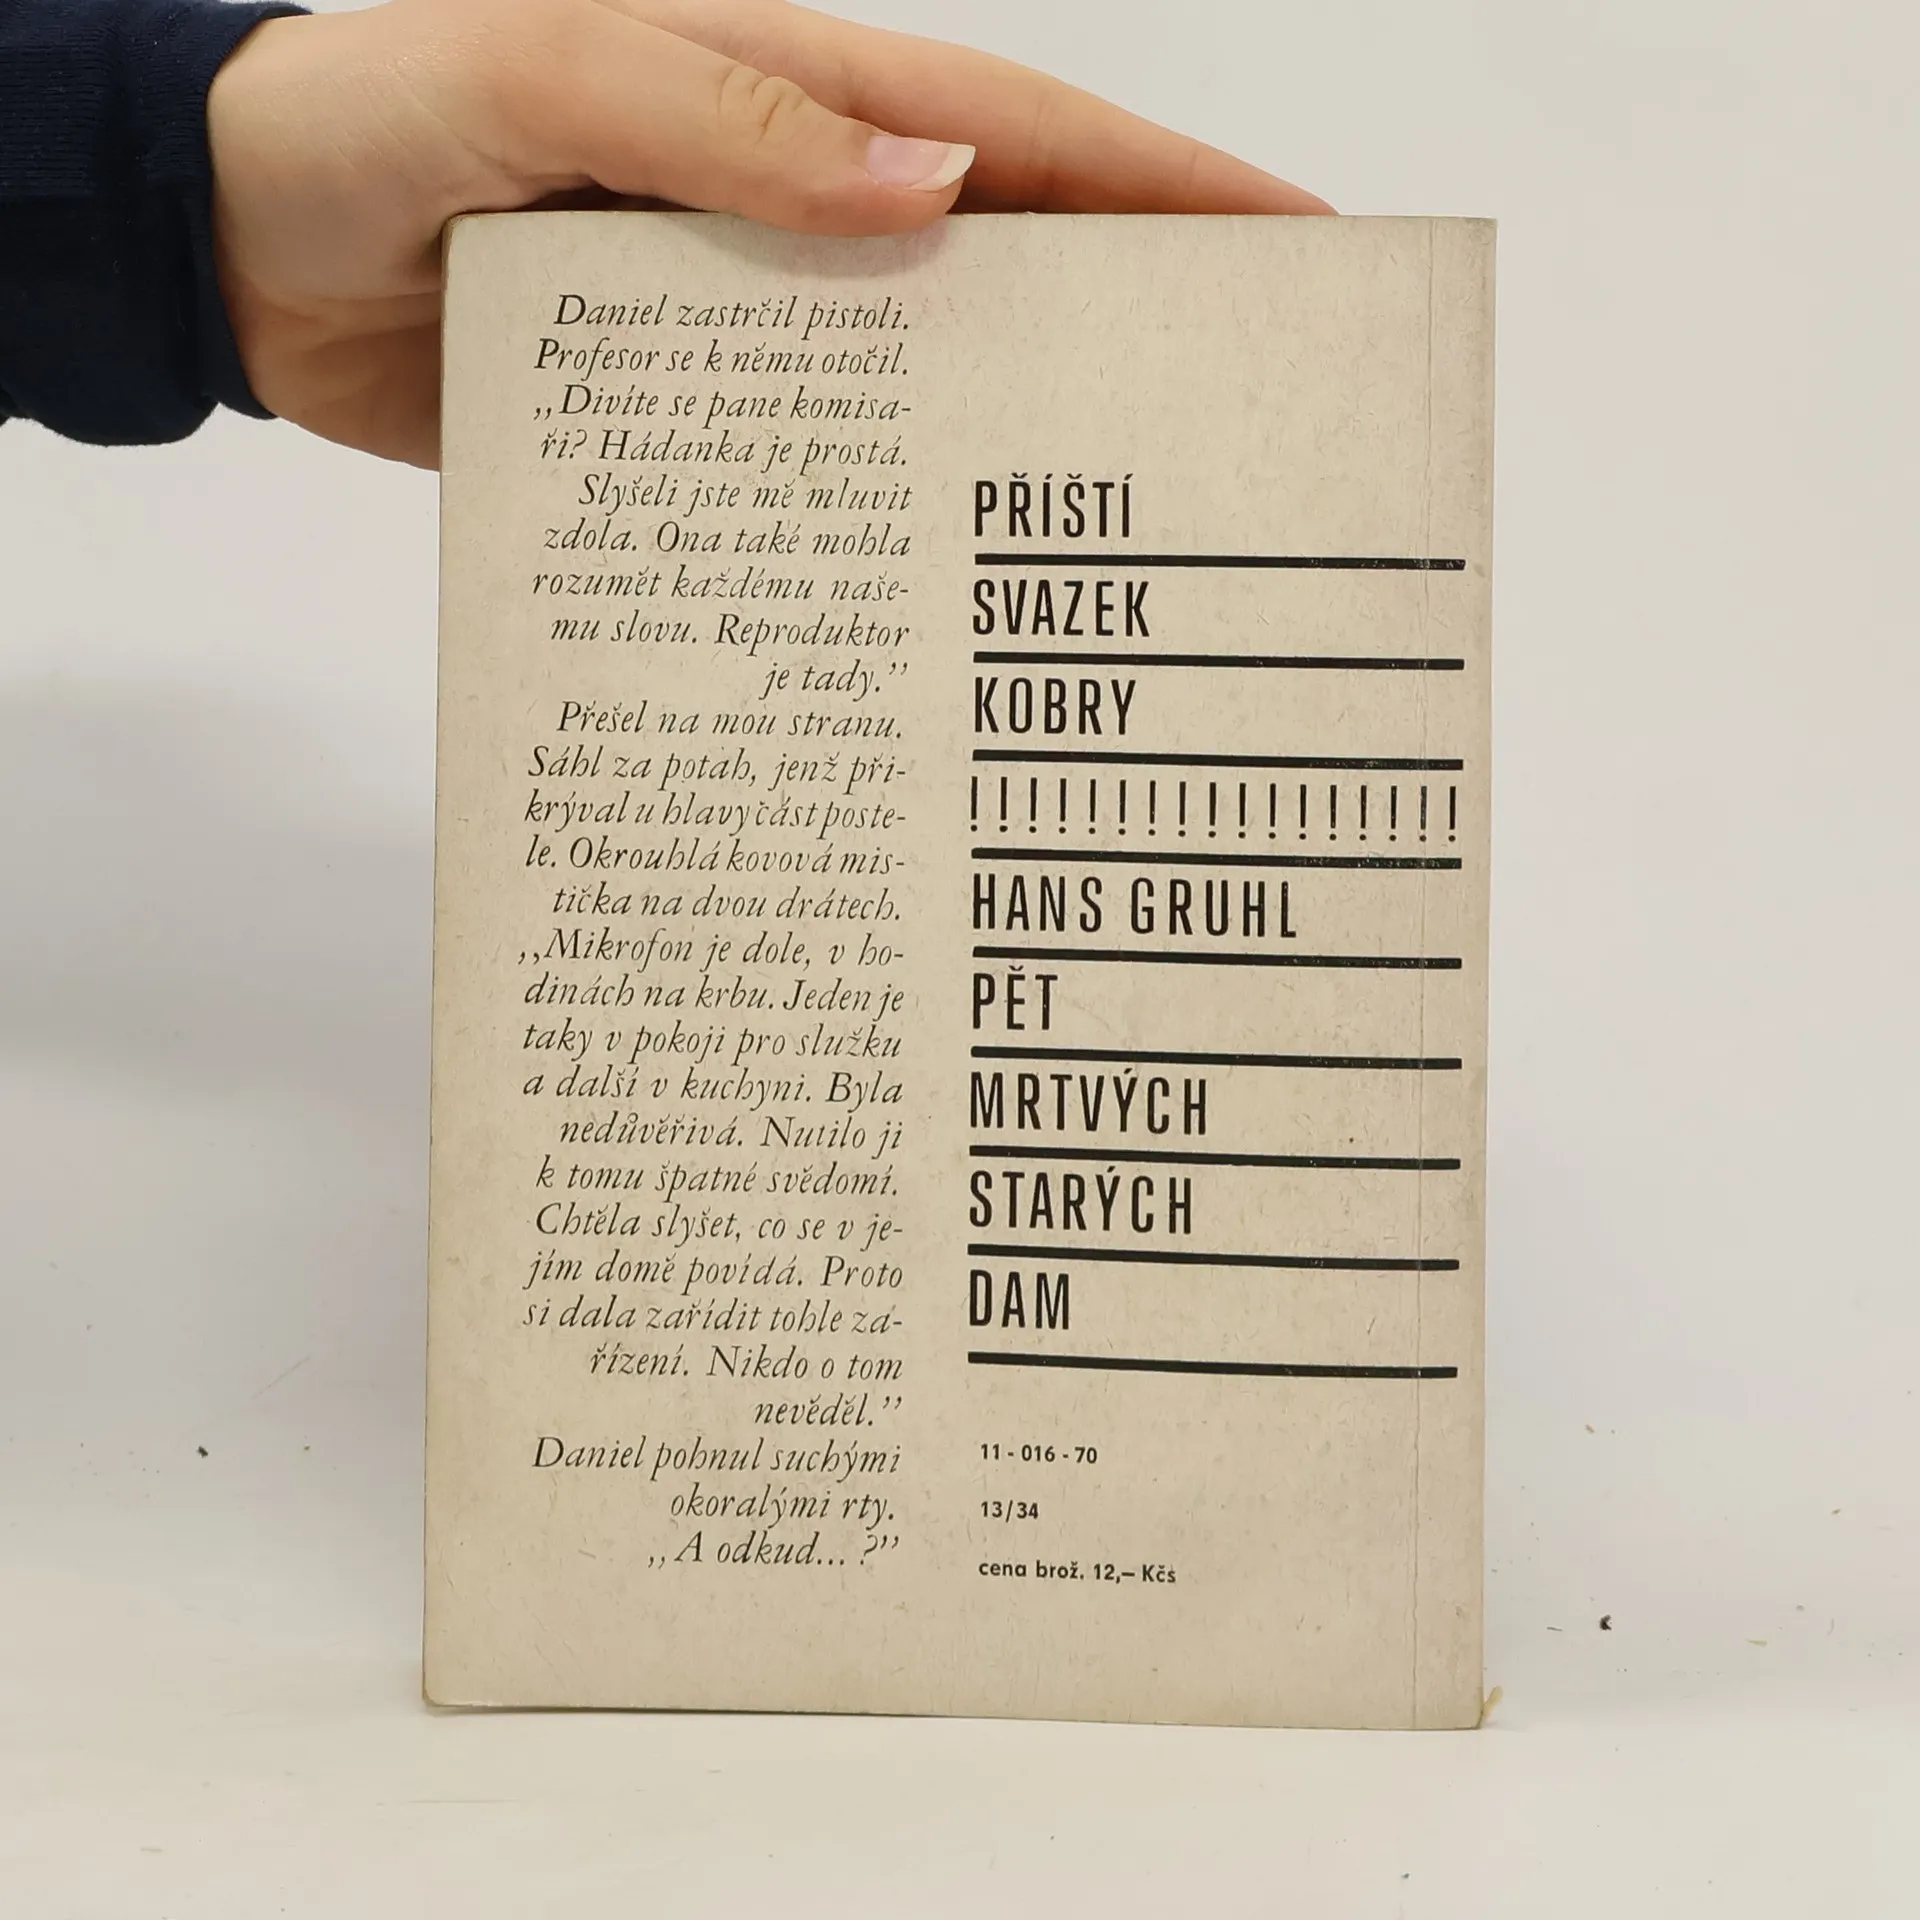 Daniel zastrčil pistoli.
Profesor se k němu otočil.
„Divíte se pane komisa-
ři? Hádanka je prostá.
Slyšeli jste mě mluvit
zdola. Ona také mohla
rozumět každému naše-
mu slovu. Reproduktor
je tady.”
Přešel na mou stranu.
Sáhl za potah, jenž při-
krýval u hlavy část poste-
le. Okrouhlá kovová mis-
tička na dvou drátech.
„Mikrofon je dole, v ho-
dinách na krbu. Jeden je
taky v pokoji pro služku
a další v kuchyni. Byla
nedůvěřivá. Nutilo ji
k tomu špatné svědomí.
Chtěla slyšet, co se v je-
jím domě povídá. Proto
si dala zařídit tohle za-
řízení. Nikdo o tom
nevěděl.”
Daniel pohnul suchými
okoralými rty.
„A odkud... ?”
PŘÍŠTÍ
SVAZEK
KOBRY
!!!!!!!!!!!!!!!!!
HANS GRUHL
PĚT
MRTVÝCH
STARÝCH
DAM
11 - 016 - 70
13/34
cena brož. 12,– Kčs